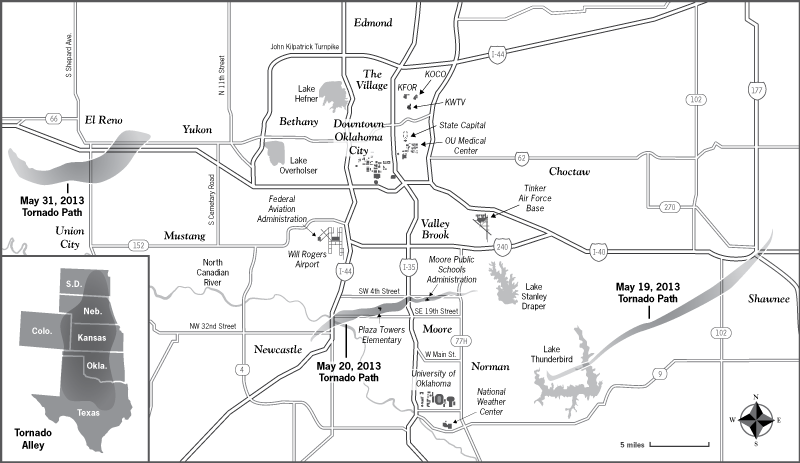 Edmond
S Shepard Ave.
N 11th Street
John Kilpatrick Turnpike
I-44
The
Village
KOCO
KFOR
KWTV
Lake
Hefner
102
177
66
El Reno
Yukon
Bethany
Downtown
Oklahoma
City
State Capital
OU Medical
Center
Lake
Overholser
62
Choctaw
May 31, 2013
Tornado Path
S Cemetary Road
Federal
Aviation
Administration
Tinker
Air Force
Base
270
Union
City
152
Mustang
Valley
Brook
240
I-40
Will Rogers
Airport
North
Canadian
River
I-44
I-35
Moore Public
Schools
Administration
Lake
Stanley
Draper
May 19, 2013
Tornado Path
Shawnee
SW 4th Street
SE 19th Street
NW 32nd Street
Plaza Towers
Elementary
Moore
77H
102
Newcastle
W Main St.
Lake
Thunderbird
May 20, 2013
Tornado Path
4
Norman
9
University of
Oklahoma
National
Weather
Center
S.D.
Neb.
Colo.
Kansas
Okla.
Texas
Tornado
Alley
N
W
E
S
5 miles